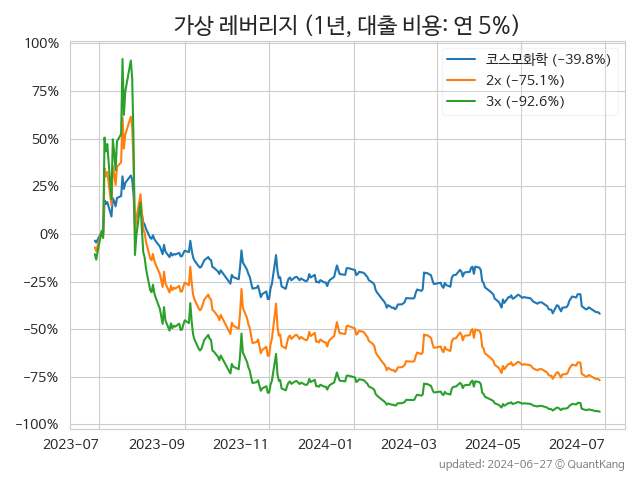 가상 레버리지 (1년, 대출 비용: 연 5%)
코스모화학 (−39.8%)
2x (−75.1%)
3x (−92.6%)
100%
75%
50%
25%
0%
−25%
−50%
−75%
−100%
2023-07 2023-09 2023-11 2024-01 2024-03 2024-05 2024-07
updated: 2024-06-27 © QuantKang